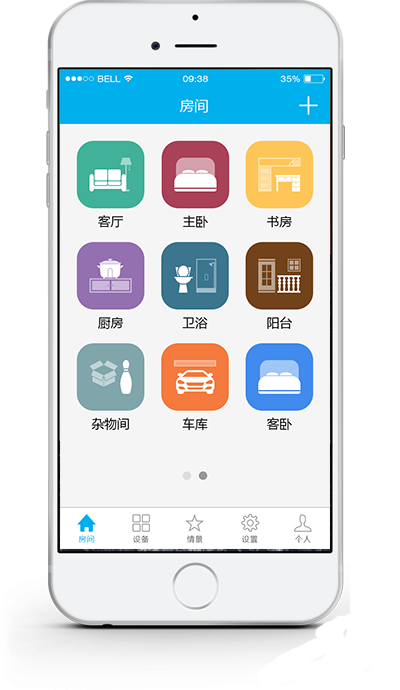 BELL 09:38 35%
房间
客厅 主卧 书房
厨房 卫浴 阳台
杂物间 车库 客卧
房间 设备 情景 设置 个人